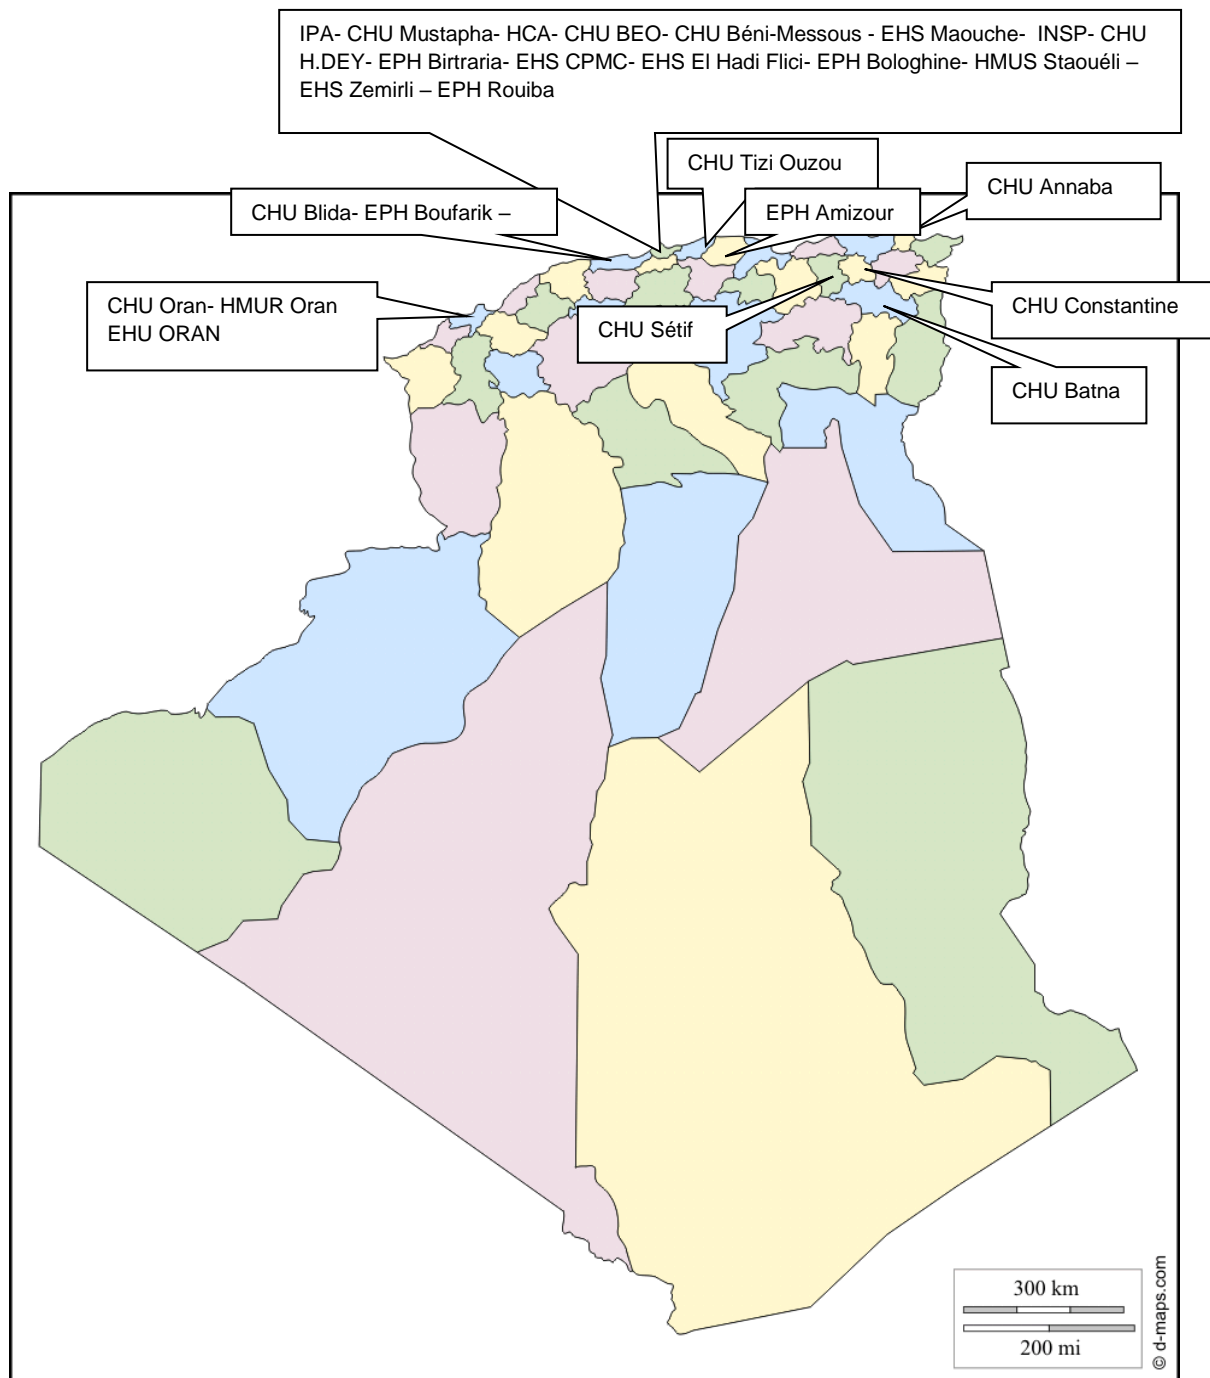 IPA- CHU Mustapha- HCA- CHU BEO- CHU Béni-Messous - EHS Maouche- INSP- CHU
H.DEY- EPH Birtraria- EHS CPMC- EHS El Hadi Flici- EPH Bologhine- HMUS Staouéli –
EHS Zemirli – EPH Rouiba
CHU Tizi Ouzou
CHU Annaba
CHU Blida- EPH Boufarik –
EPH Amizour
CHU Oran- HMUR Oran
EHU ORAN
CHU Sétif
CHU Constantine
CHU Batna
300 km
200 mi
© d-maps.com